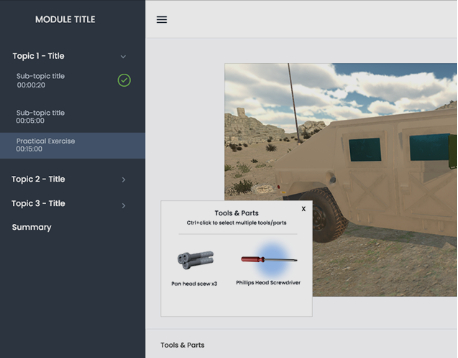 MODULE TITLE
Topic 1 - Title
Sub-topic title
00:00:20
Sub-topic title
00:05:00
Practical Exercise
00:15:00
Topic 2 - Title
Topic 3 - Title
Summary
X
Tools & Parts
Ctrl+click to select multiple tools/parts
Pan head scew x3
Phillips Head Screwdriver
Tools & Parts